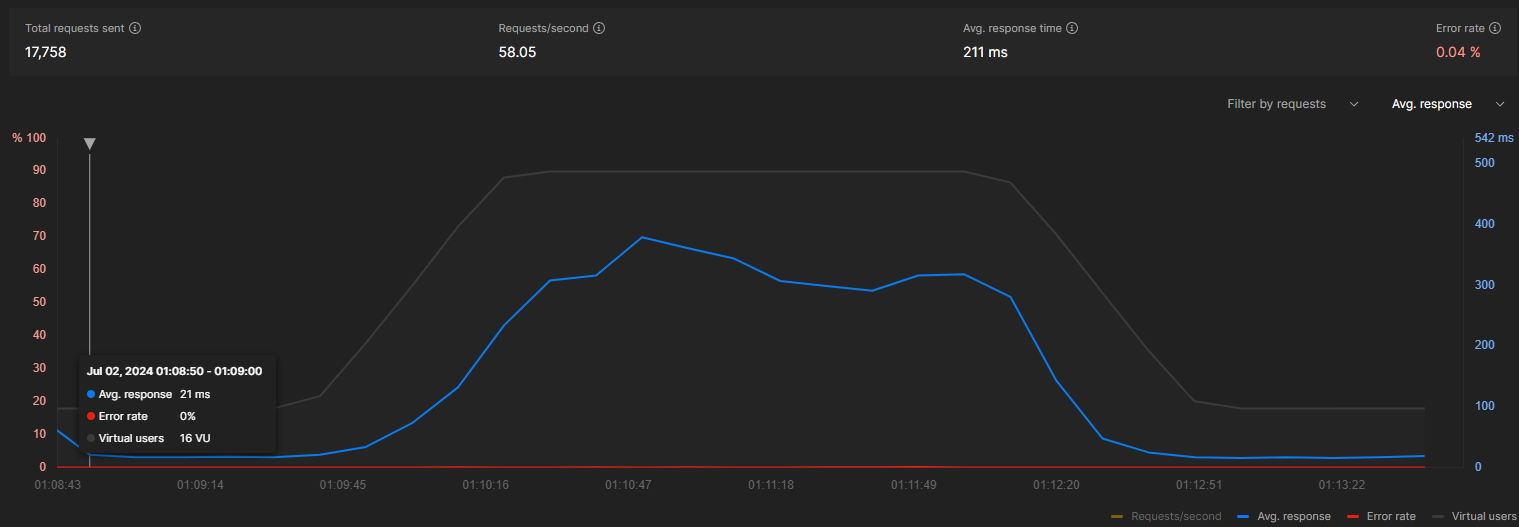 Total requests sent
Requests/second
Avg. response time
Error rate
17,758
58.05
211 ms
0.04 %
Filter by requests
Avg. response
% 100
542 ms
90
500
80
70
400
60
50
300
40
200
30
20
100
10
0
0
Jul 02, 2024 01:08:50 - 01:09:00
Avg. response 21 ms
Error rate 0%
Virtual users 16 VU
01:08:43 01:09:14 01:09:45 01:10:16 01:10:47 01:11:18 01:11:49 01:12:20 01:12:51 01:13:22
Requests/second Avg. response Error rate Virtual users